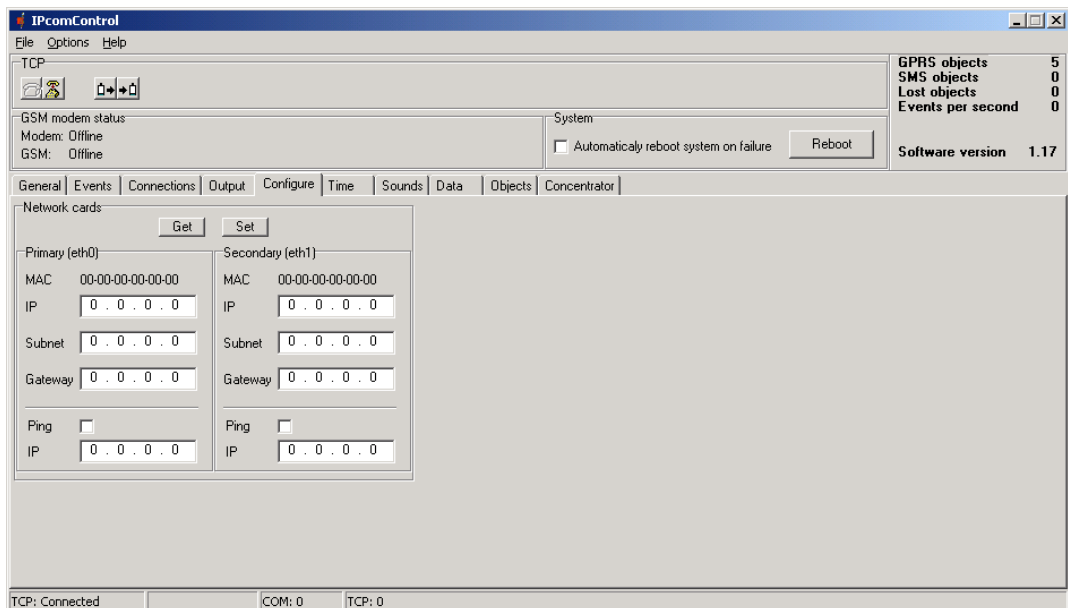 IPcomControl
File Options Help
TCP
GPRS objects 5
SMS objects 0
Lost objects 0
Events per second 0
Software version 1.17
GSM modem status
Modem: Offline
GSM: Offline
System
Automaticaly reboot system on failure
Reboot
General Events Connections Output Configure Time Sounds Data Objects Concentrator
Network cards
Get Set
Primary (eth0)
MAC 00-00-00-00-00-00
IP 0 . 0 . 0 . 0
Subnet 0 . 0 . 0 . 0
Gateway 0 . 0 . 0 . 0
Ping
IP 0 . 0 . 0 . 0
Secondary (eth1)
MAC 00-00-00-00-00-00
IP 0 . 0 . 0 . 0
Subnet 0 . 0 . 0 . 0
Gateway 0 . 0 . 0 . 0
Ping
IP 0 . 0 . 0 . 0
TCP: Connected COM: 0 TCP: 0